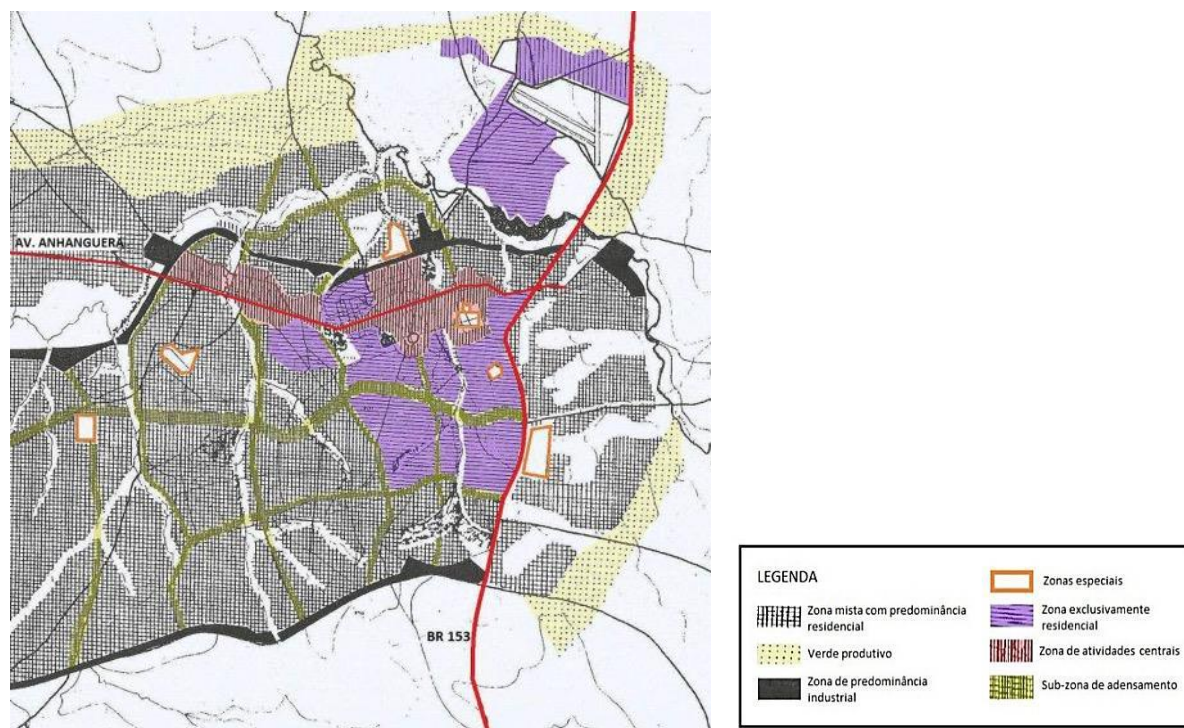 AV. ANHANGUERA
BR 153
LEGENDA
Zona mista com predominância
residencial
Verde produtivo
Zona de predominância
industrial
Zonas especiais
Zona exclusivamente
residencial
Zona de atividades centrais
Sub-zona de adensamento